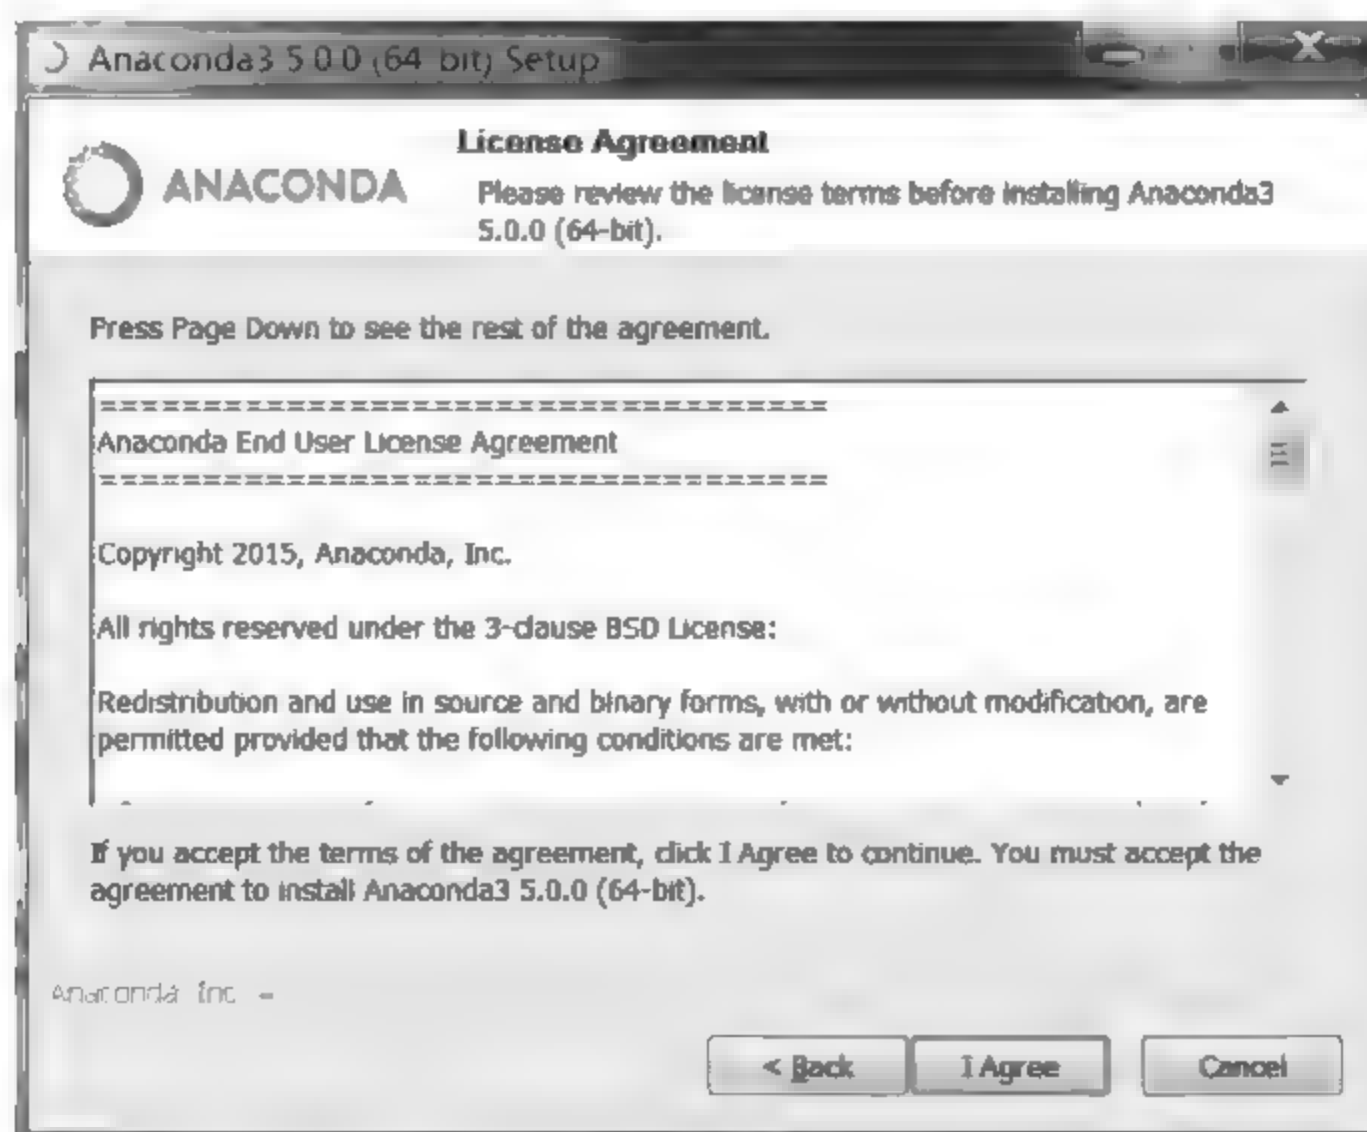 Anaconda3 5.0.0 (64-bit) Setup
ANACONDA
License Agreement
Please review the license terms before installing Anaconda3
5.0.0 (64-bit).
Press Page Down to see the rest of the agreement.
===================================
Anaconda End User License Agreement
===================================
Copyright 2015, Anaconda, Inc.
All rights reserved under the 3-clause BSD License:
Redistribution and use in source and binary forms, with or without modification, are
permitted provided that the following conditions are met:
If you accept the terms of the agreement, click I Agree to continue. You must accept the
agreement to install Anaconda3 5.0.0 (64-bit).
Anaconda, Inc.
< Back
I Agree
Cancel